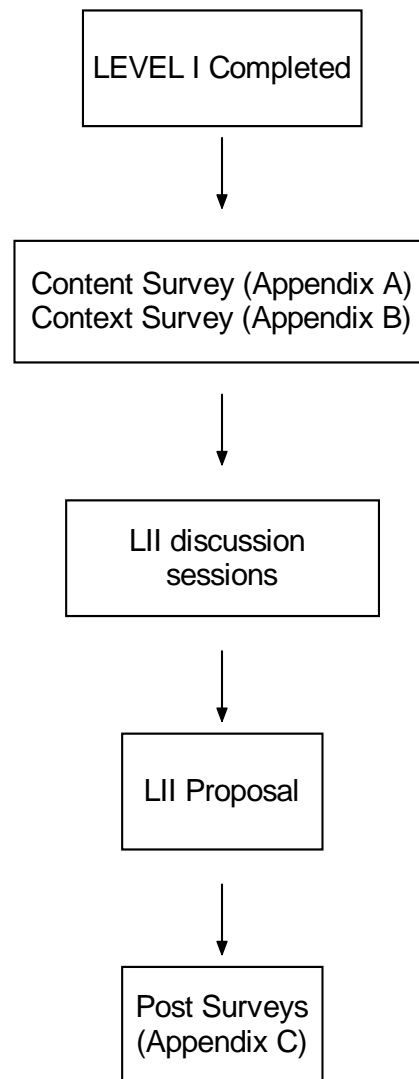 LEVEL I Completed
Content Survey (Appendix A)
Context Survey (Appendix B)
LII discussion
sessions
LII Proposal
Post Surveys
(Appendix C)